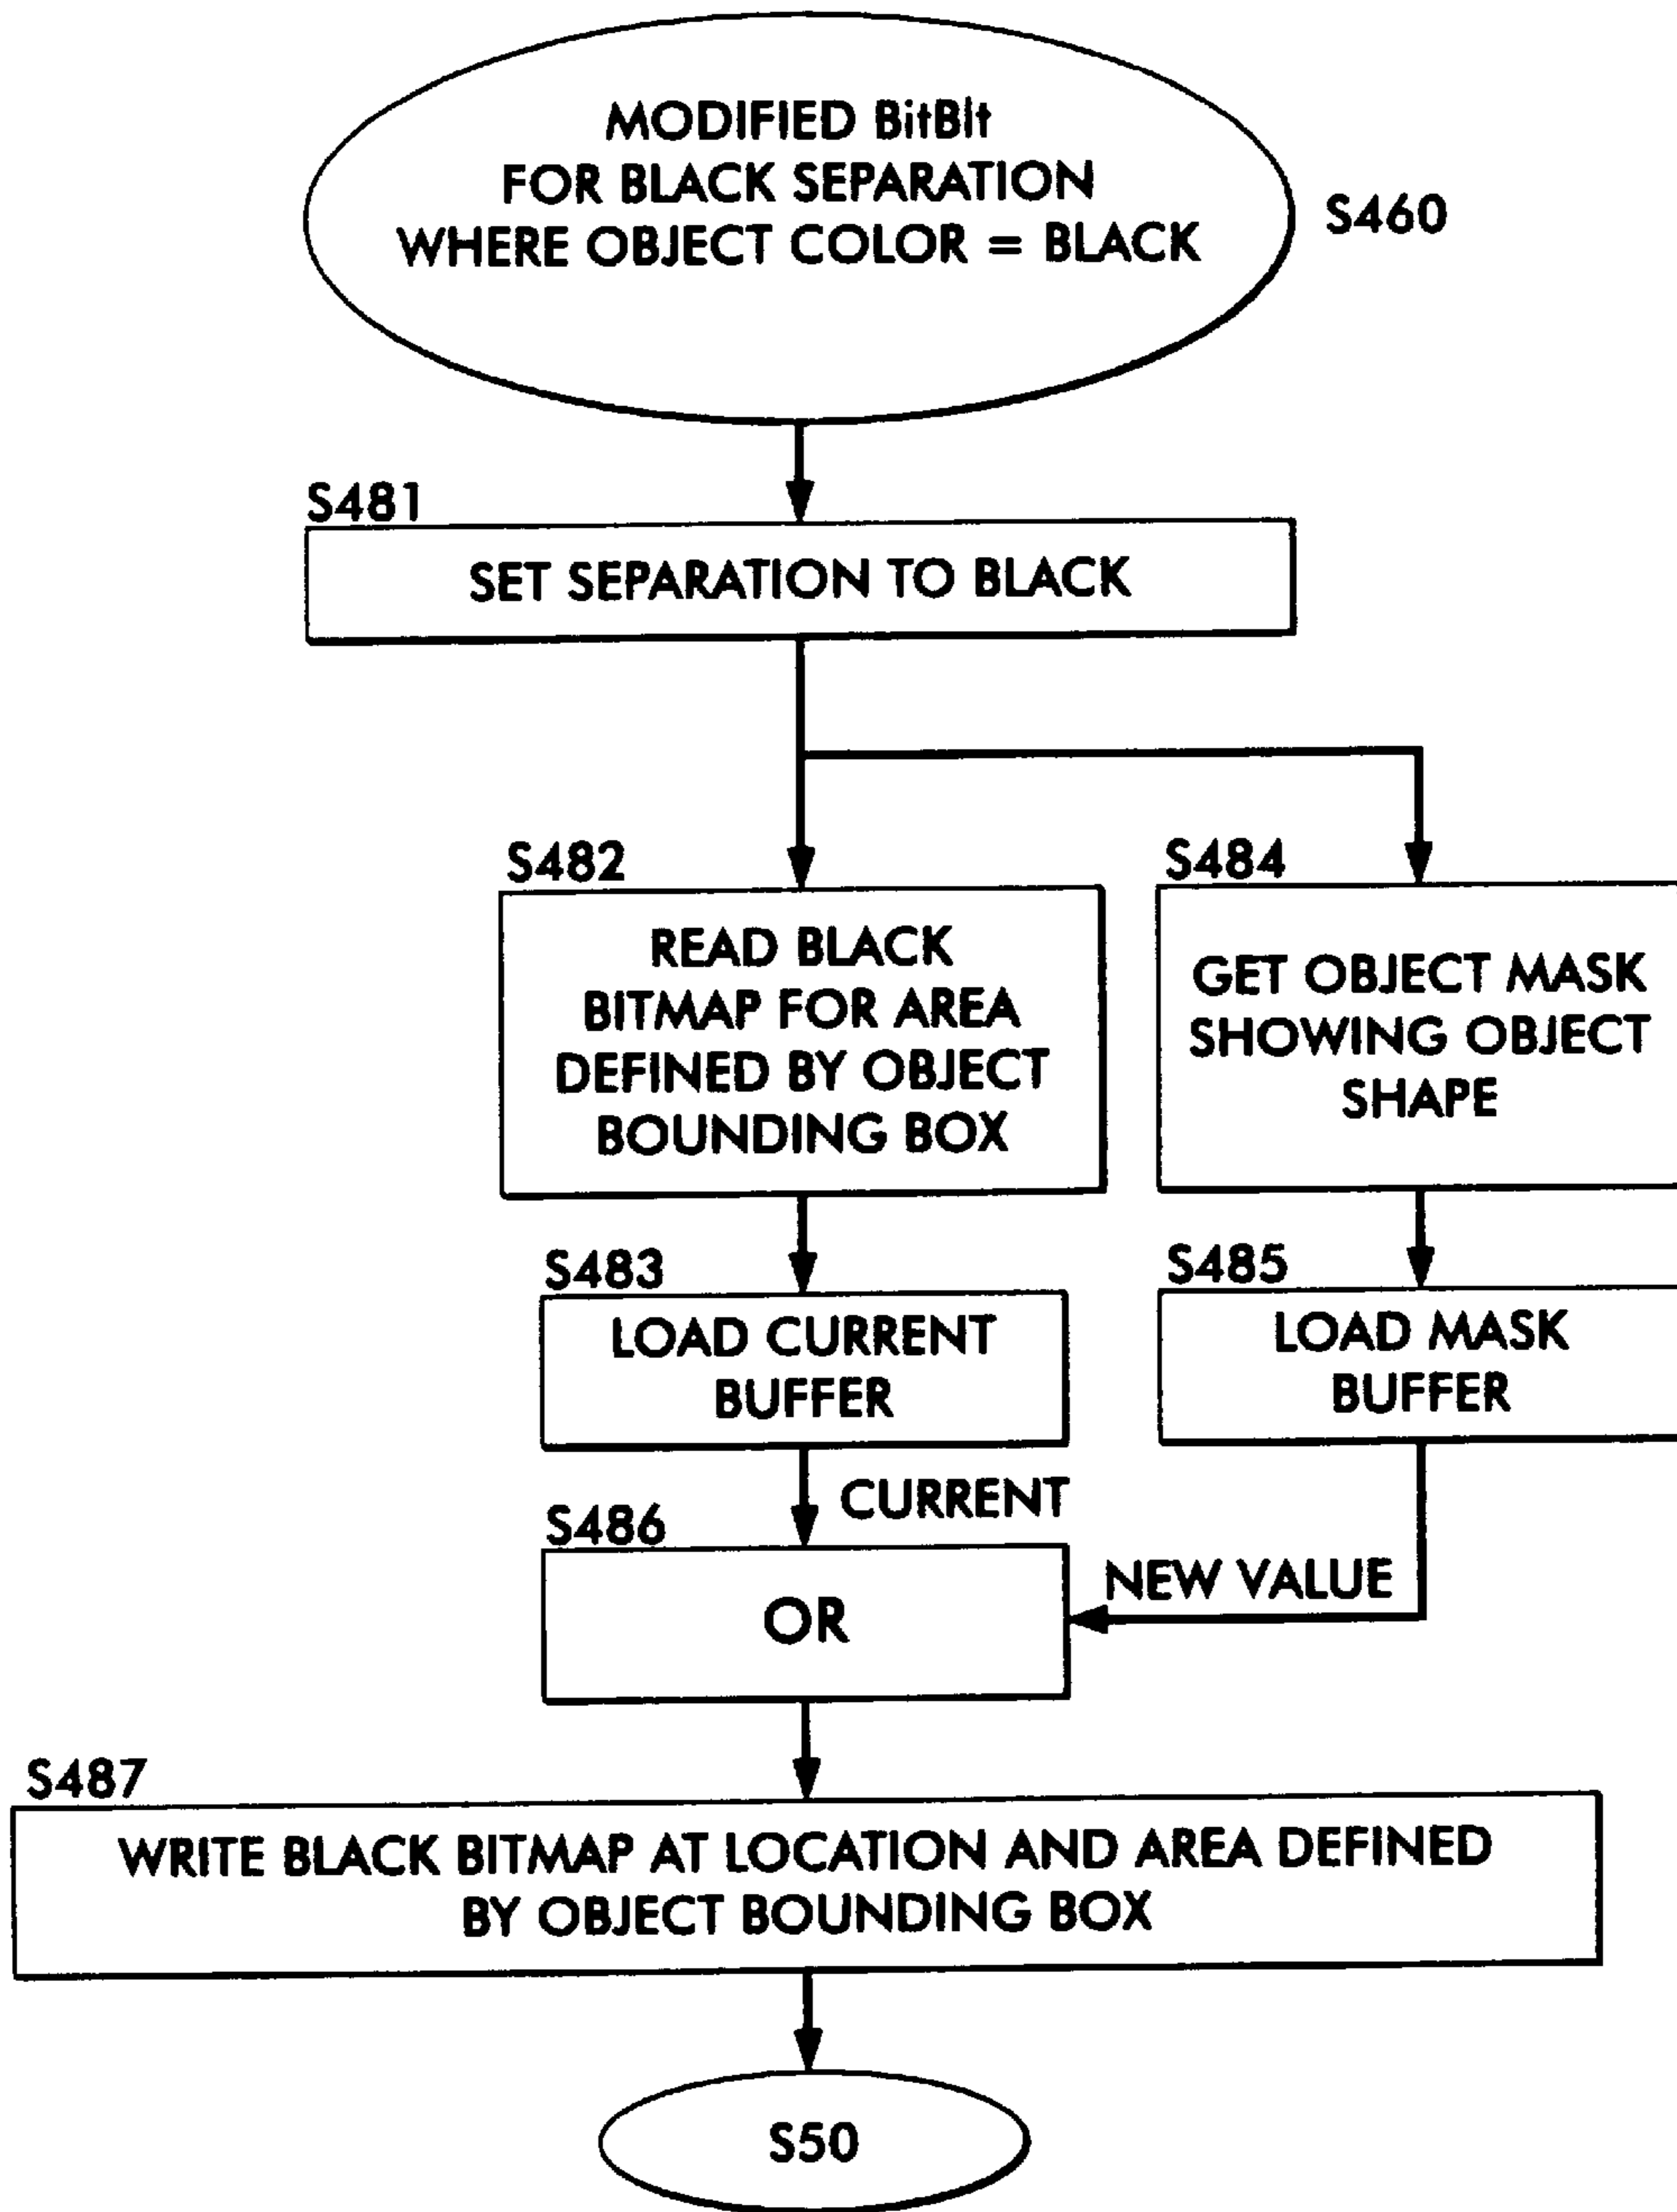 MODIFIED BitBlt
FOR BLACK SEPARATION
WHERE OBJECT COLOR = BLACK
S460
S481
SET SEPARATION TO BLACK
S482
READ BLACK
BITMAP FOR AREA
DEFINED BY OBJECT
BOUNDING BOX
S484
GET OBJECT MASK
SHOWING OBJECT
SHAPE
S483
LOAD CURRENT
BUFFER
S485
LOAD MASK
BUFFER
CURRENT
S486
OR
NEW VALUE
S487
WRITE BLACK BITMAP AT LOCATION AND AREA DEFINED
BY OBJECT BOUNDING BOX
S50